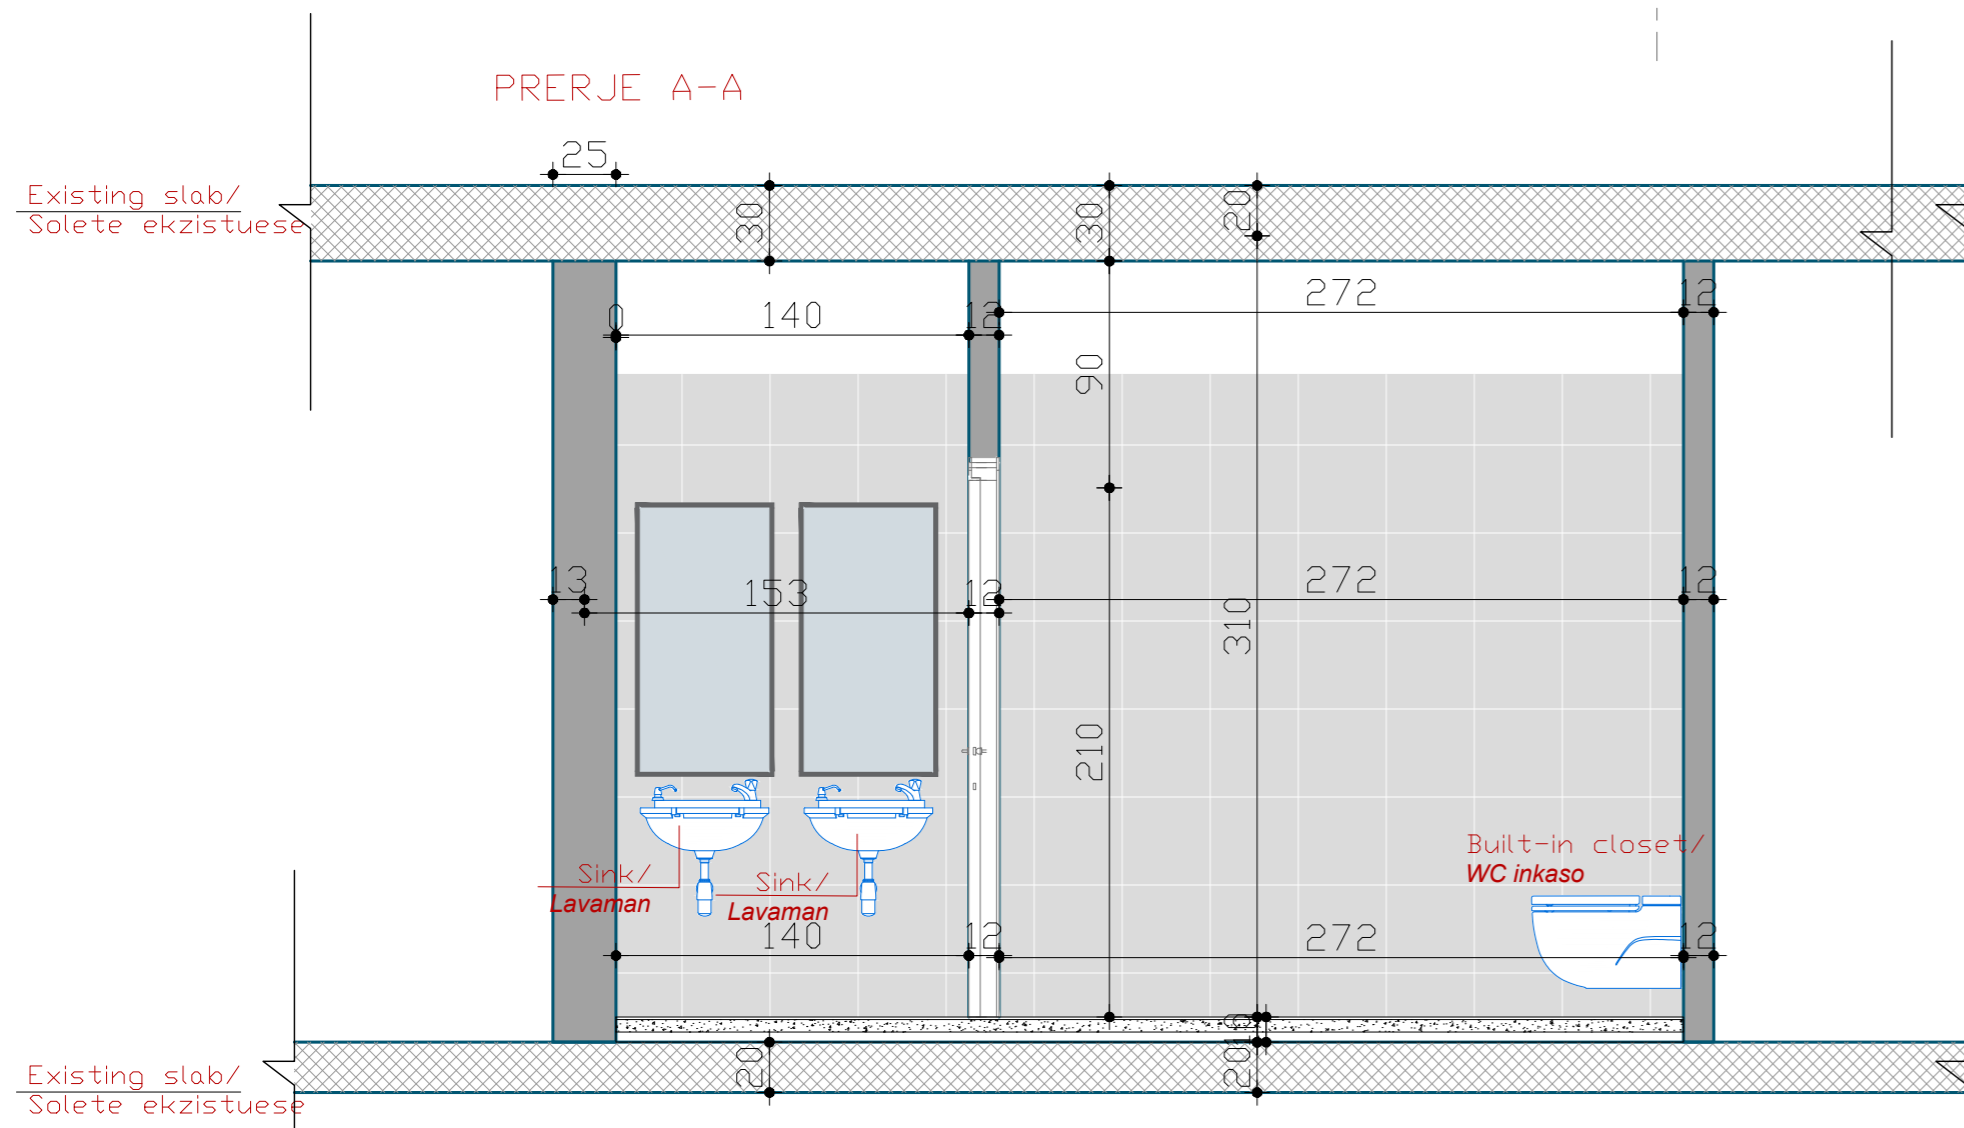 PRERJE A-A
25
Existing slab/
Solete ekzistuese
30
30
20
272
12
0
140
12
90
13
153
12
272
12
310
210
Built-in closet/
WC inkaso
Sink/
Lavaman
Sink/
Lavaman
140
12
272
12
10
20
20
Existing slab/
Solete ekzistuese